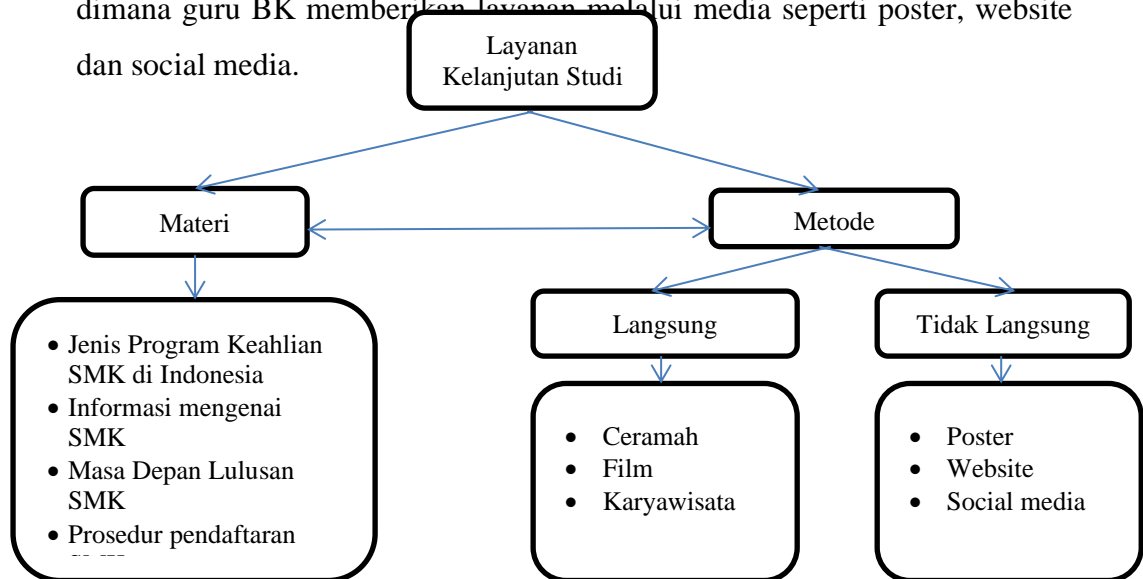 dimana guru BK memberikan layanan melalui media seperti poster, website
dan social media.
Layanan
Kelanjutan Studi
Materi
Metode
Langsung
Tidak Langsung
• Jenis Program Keahlian
SMK di Indonesia
• Informasi mengenai
SMK
• Masa Depan Lulusan
SMK
• Prosedur pendaftaran
• Ceramah
• Film
• Karyawisata
• Poster
• Website
• Social media